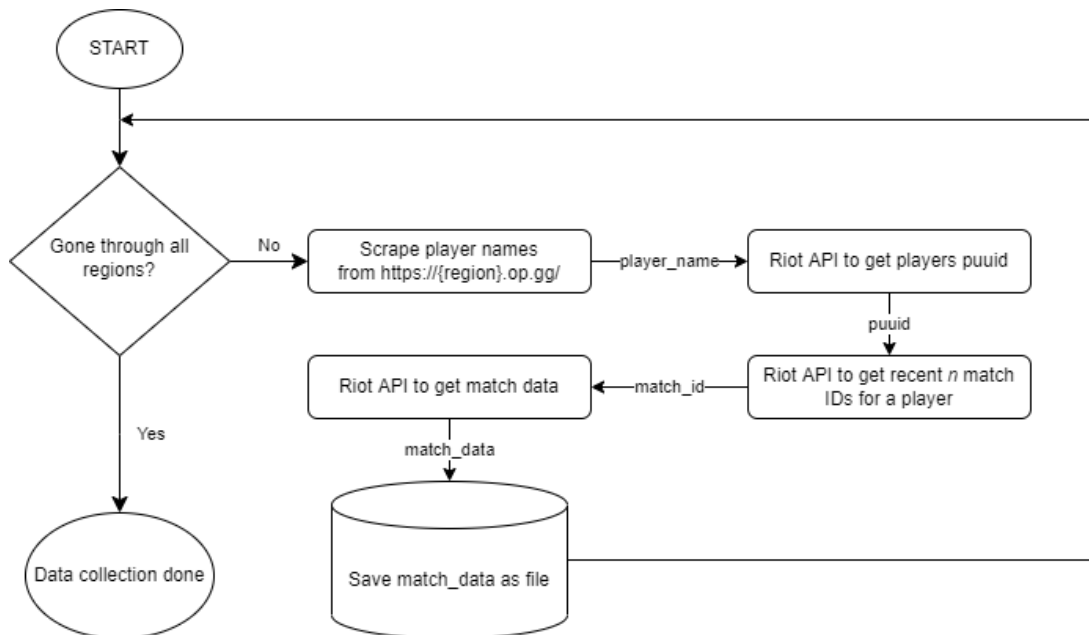 START
Gone through all
regions?
No
Scrape player names
from https://{region}.op.gg/
player_name
Riot API to get players puuid
puuid
Riot API to get recent n match
IDs for a player
match_id
Riot API to get match data
match_data
Save match_data as file
Yes
Data collection done